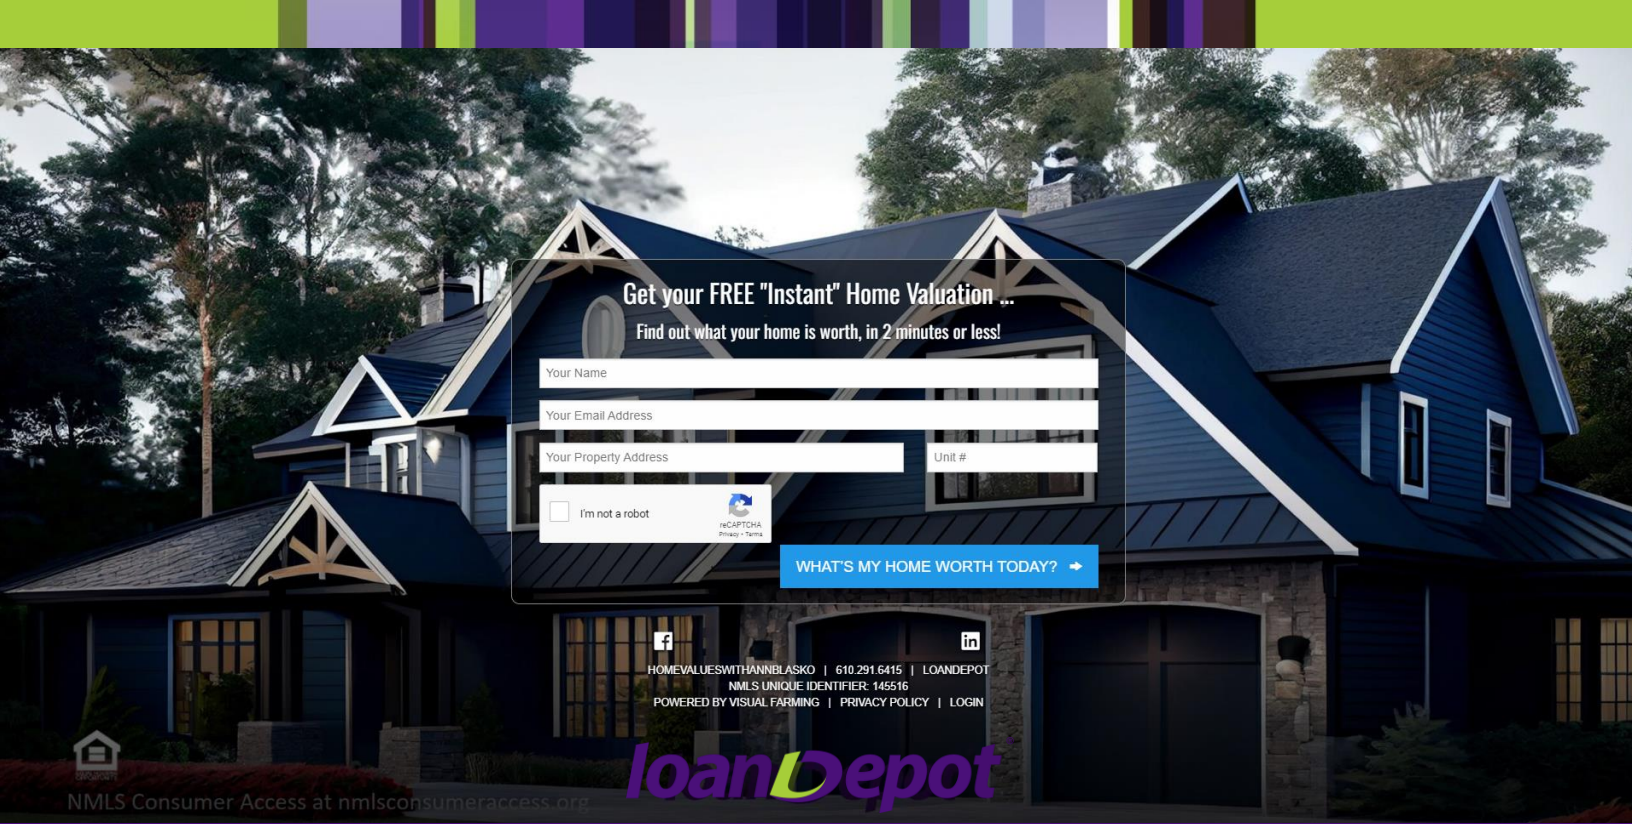 Get your FREE "Instant" Home Valuation ...
Find out what your home is worth, in 2 minutes or less!
Your Name
Your Email Address
Your Property Address
Unit #
I'm not a robot
reCAPTCHA
Privacy - Terms
WHAT'S MY HOME WORTH TODAY?
HOMEVALUESWITHANNBLASKO | 610.291.6415 | LOANDEPOT
NMLS UNIQUE IDENTIFIER: 145516
POWERED BY VISUAL FARMING | PRIVACY POLICY | LOGIN
loanDepot
NMLS Consumer Access at nmlsconsumeraccess.org